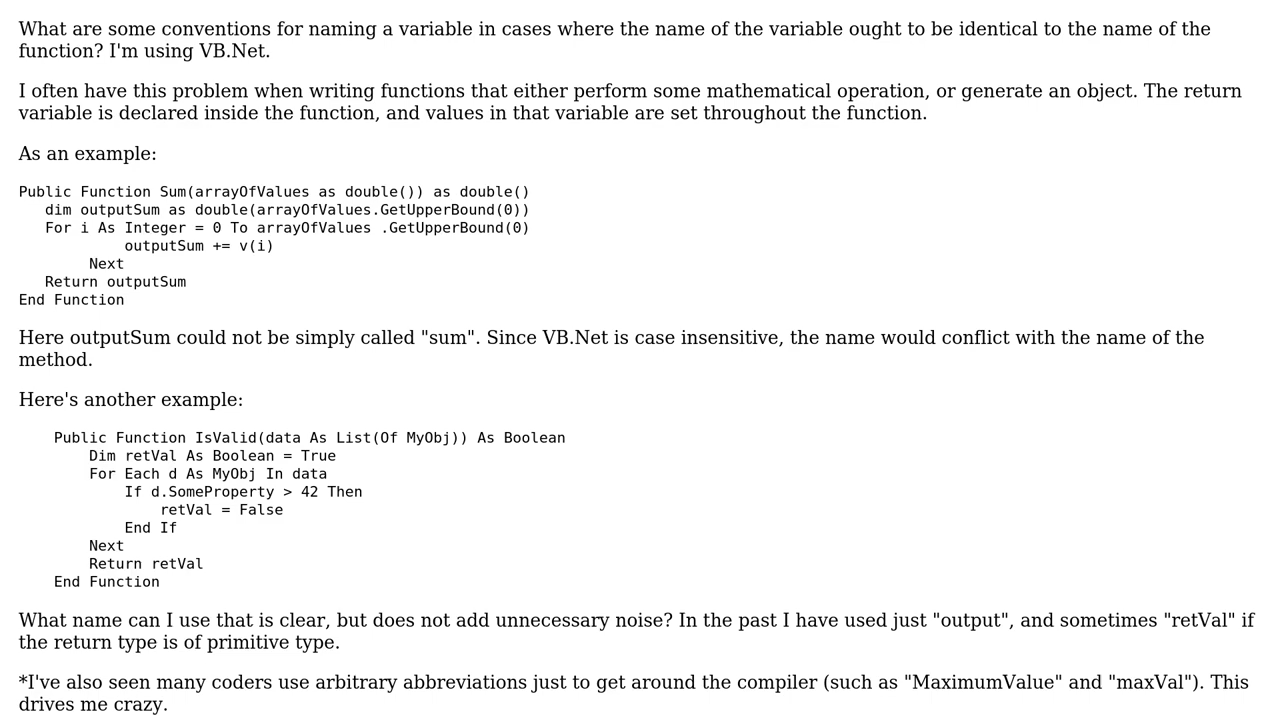 What are some conventions for naming a variable in cases where the name of the variable ought to be identical to the name of the
function? I'm using VB.Net.
I often have this problem when writing functions that either perform some mathematical operation, or generate an object. The return
variable is declared inside the function, and values in that variable are set throughout the function.
As an example:
Public Function Sum(arrayOfValues as double()) as double()
   dim outputSum as double(arrayOfValues.GetUpperBound(0))
   For i As Integer = 0 To arrayOfValues .GetUpperBound(0)
            outputSum += v(i)
        Next
   Return outputSum
End Function
Here outputSum could not be simply called "sum". Since VB.Net is case insensitive, the name would conflict with the name of the
method.
Here's another example:
    Public Function IsValid(data As List(Of MyObj)) As Boolean
        Dim retVal As Boolean = True
        For Each d As MyObj In data
            If d.SomeProperty > 42 Then
                retVal = False
            End If
        Next
        Return retVal
    End Function
What name can I use that is clear, but does not add unnecessary noise? In the past I have used just "output", and sometimes "retVal" if
the return type is of primitive type.
*I've also seen many coders use arbitrary abbreviations just to get around the compiler (such as "MaximumValue" and "maxVal"). This
drives me crazy.